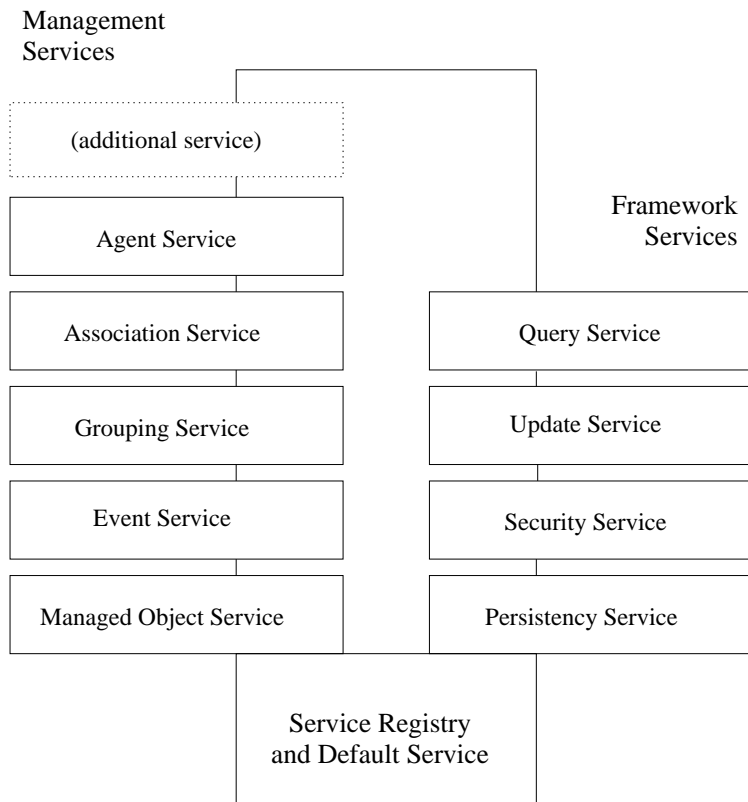 Management
Services
(additional service)
Agent Service
Framework
Services
Association Service
Query Service
Grouping Service
Update Service
Event Service
Security Service
Managed Object Service
Persistency Service
Service Registry
and Default Service